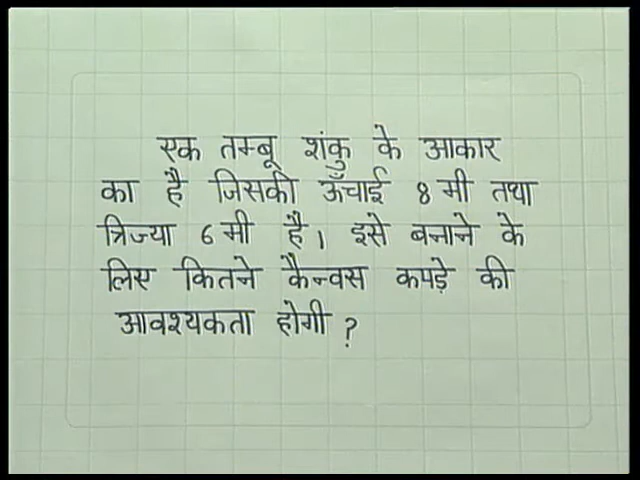 एक तम्बू शंकु के आकार
का है जिसकी ऊँचाई 8 मी तथा
त्रिज्या 6 मी है। इसे बनाने के
लिए कितने कैन्वस कपड़े की
आवश्यकता होगी ?